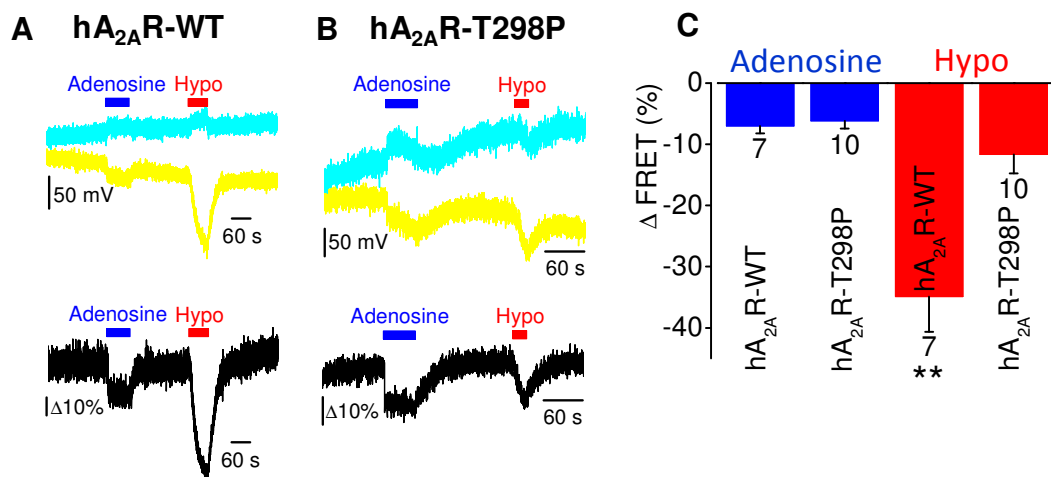 A hA2AR-WT
Adenosine Hypo
50 mV
60 s
Adenosine Hypo
Δ10%
60 s
B hA2AR-T298P
Adenosine Hypo
50 mV
60 s
Adenosine Hypo
Δ10%
60 s
C
Adenosine Hypo
Δ FRET (%)
0
-10
-20
-30
-40
7
10
7
10
**
hA2AR-WT
hA2AR-T298P
hA2AR-WT
hA2AR-T298P